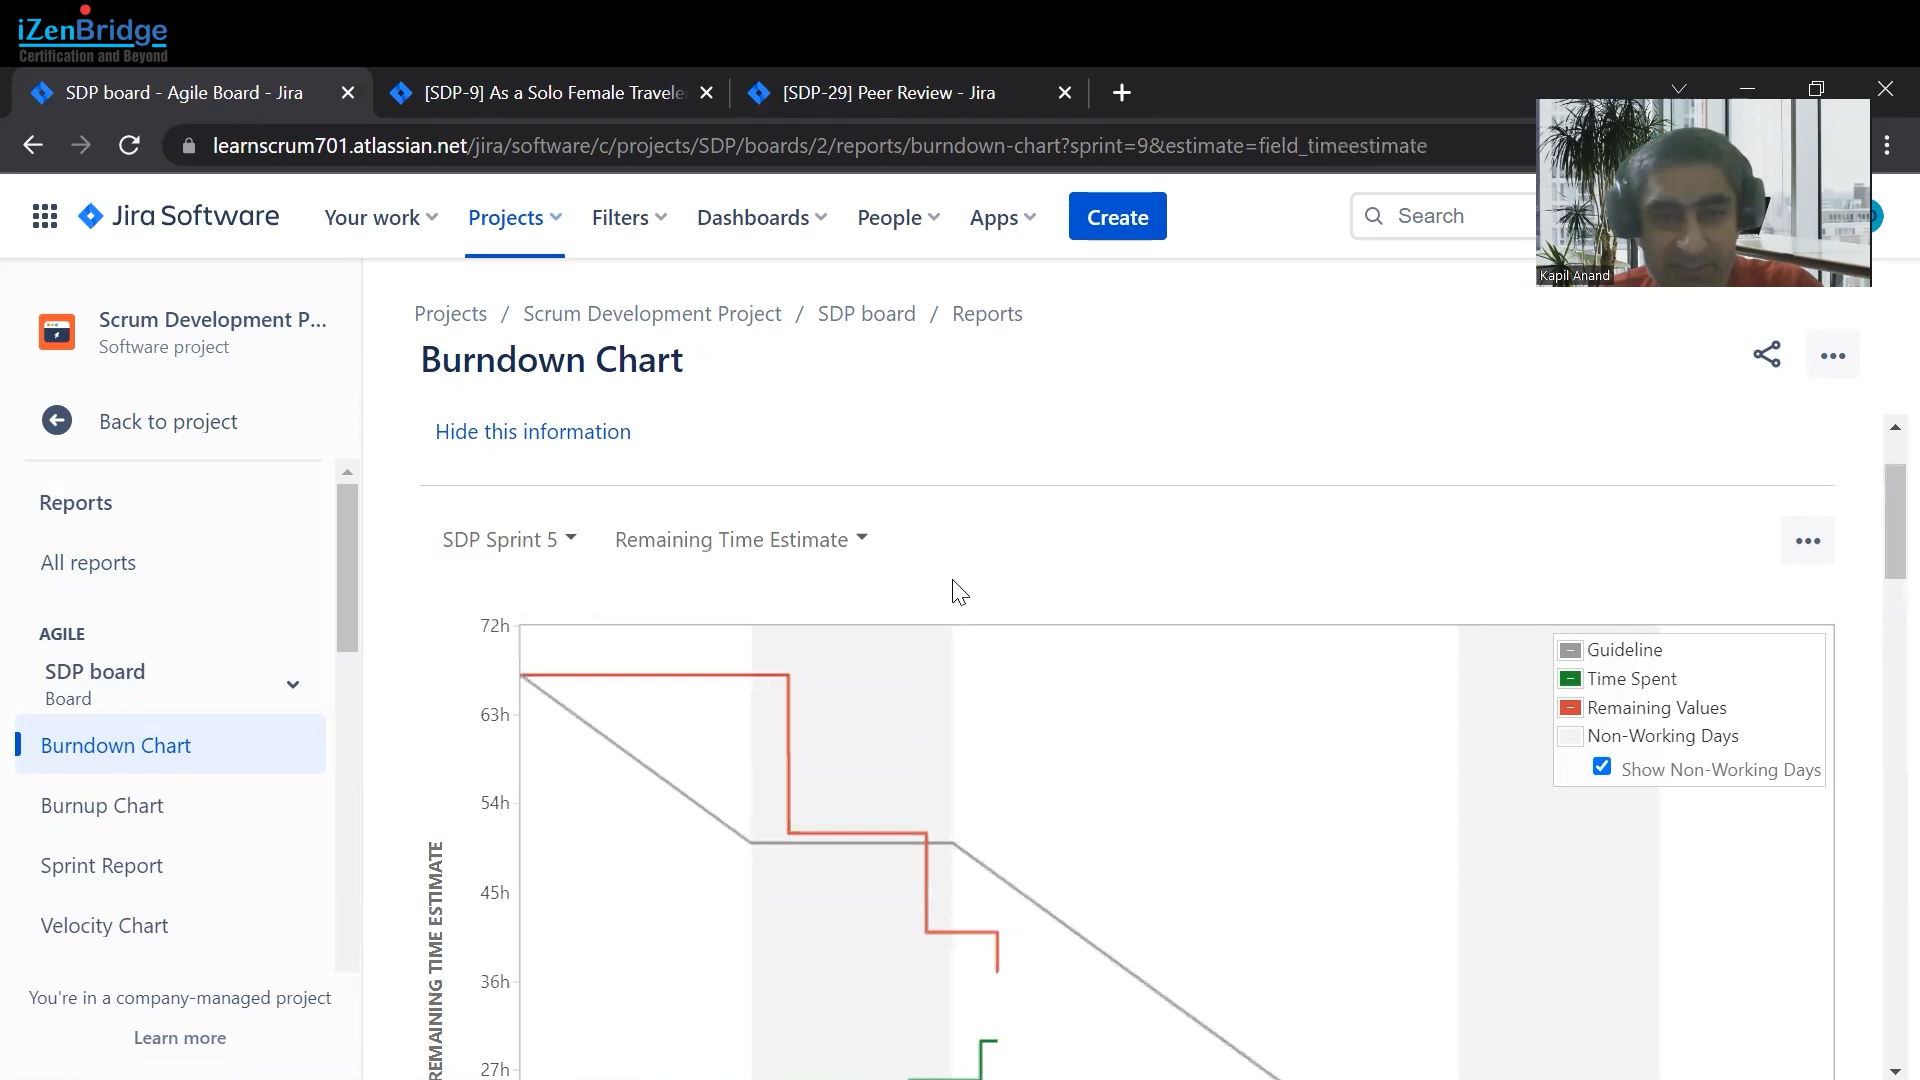 iZenBridge
Certification and Beyond
SDP board - Agile Board - Jira
[SDP-9] As a Solo Female Travele
[SDP-29] Peer Review - Jira
learnscrum701.atlassian.net/jira/software/c/projects/SDP/boards/2/reports/burndown-chart?sprint=9&estimate=field_timeestimate
Jira Software
Your work
Projects
Filters
Dashboards
People
Apps
Create
Search
Kapil Anand
Scrum Development P...
Software project
Back to project
Reports
All reports
AGILE
SDP board
Board
Burndown Chart
Burnup Chart
Sprint Report
Velocity Chart
You're in a company-managed project
Learn more
Projects / Scrum Development Project / SDP board / Reports
Burndown Chart
Hide this information
SDP Sprint 5
Remaining Time Estimate
72h
63h
54h
45h
36h
27h
REMAINING TIME ESTIMATE
Guideline
Time Spent
Remaining Values
Non-Working Days
Show Non-Working Days